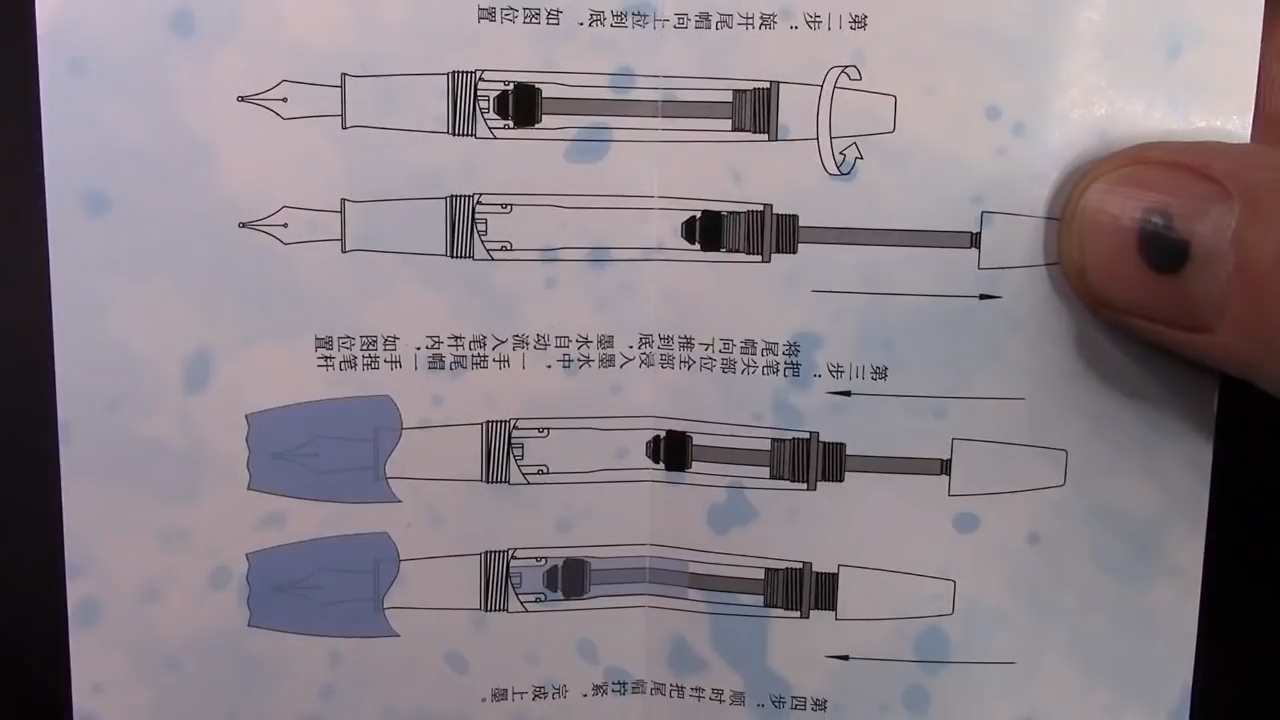 第二步：旋开尾帽向上拉到底，如图位置
第三步：把笔尖部位全部浸入墨水中，一手捏尾帽一手捏笔杆
将尾帽向下推到底，墨水自动流入笔杆内，如图位置
第四步：顺时针把尾帽拧紧，完成上墨。